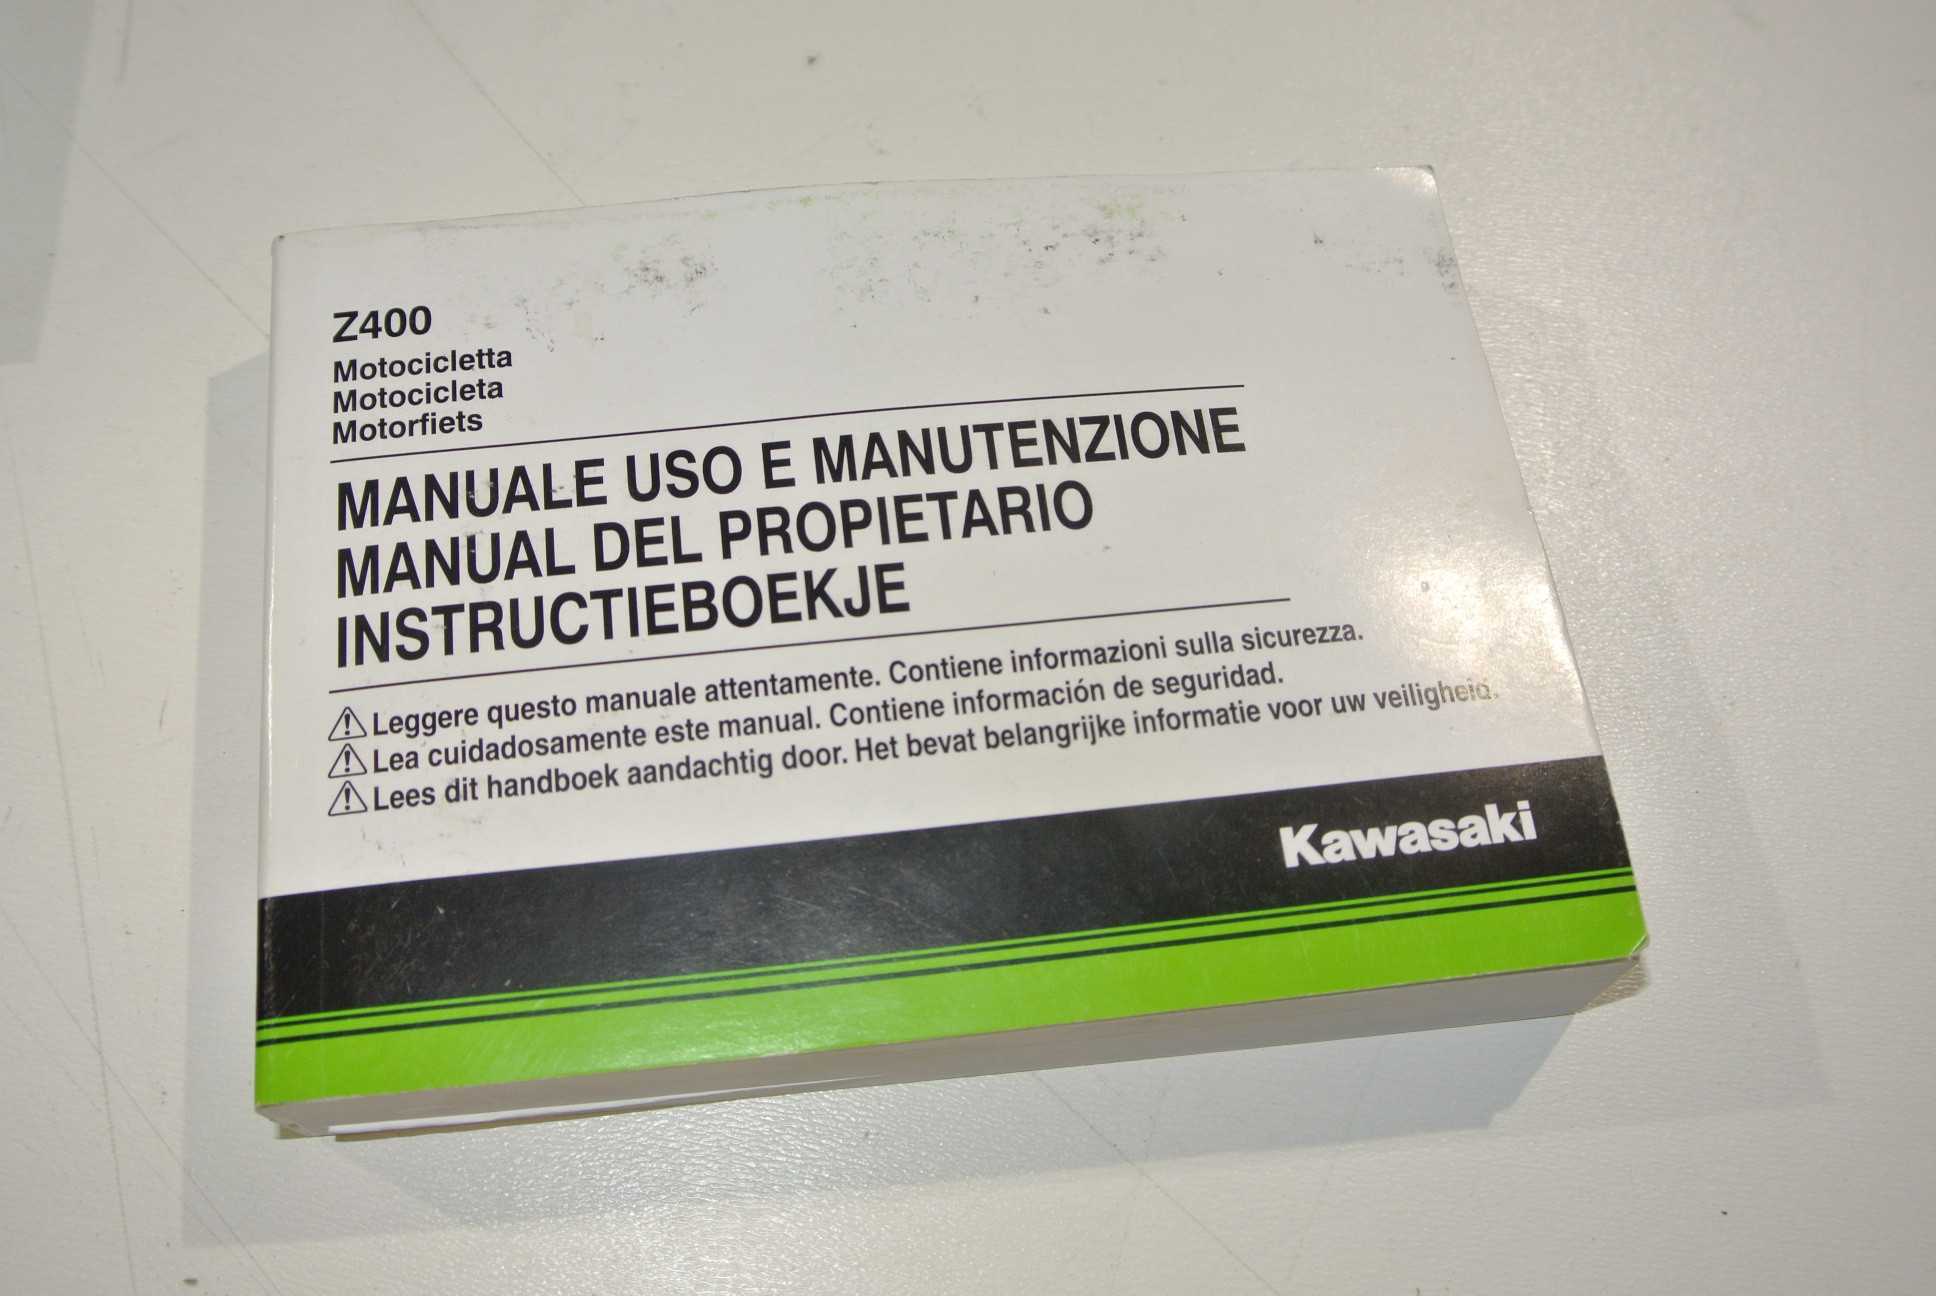 Z400
Motocicletta
Motocicleta
Motorfiets
MANUALE USO E MANUTENZIONE
MANUAL DEL PROPIETARIO
INSTRUCTIEBOEKJE
Leggere questo manuale attentamente. Contiene informazioni sulla sicurezza.
Lea cuidadosamente este manual. Contiene información de seguridad.
Lees dit handboek aandachtig door. Het bevat belangrijke informatie voor uw veiligheid.
Kawasaki